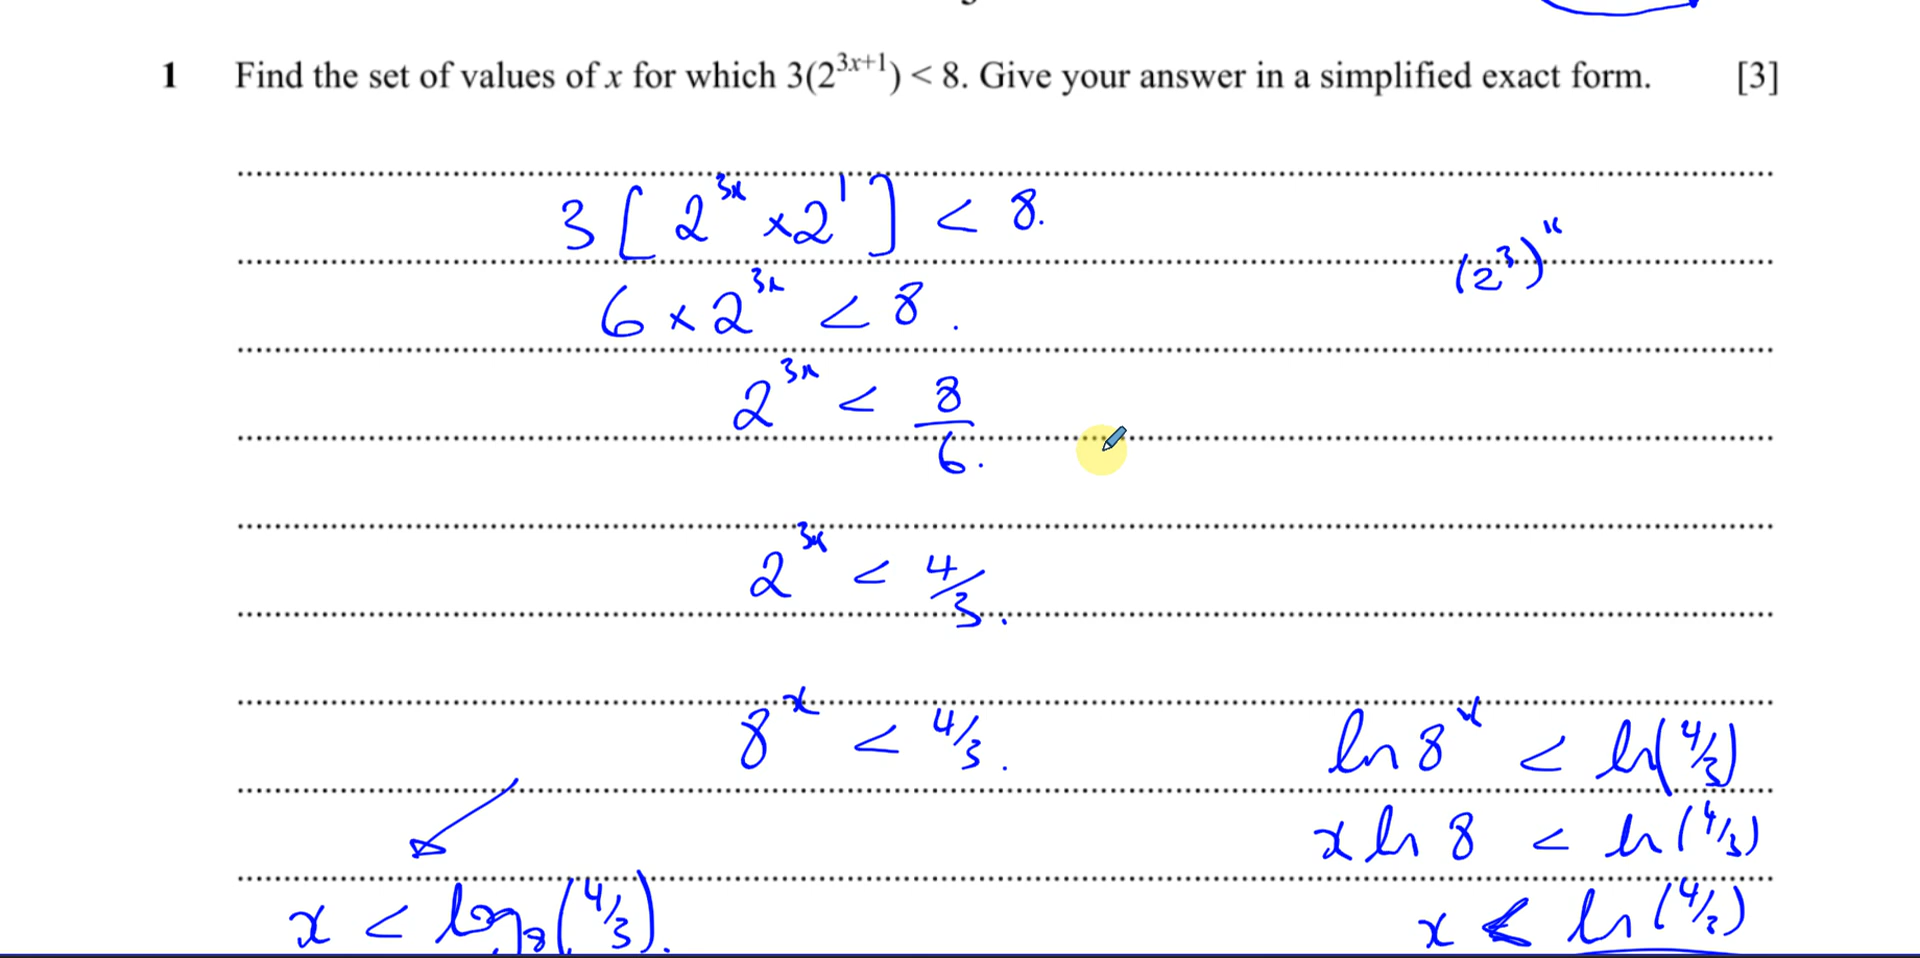 1 Find the set of values of x for which 3(2^{3x+1}) < 8. Give your answer in a simplified exact form. [3]
3 [ 2^{3x} × 2^1 ] < 8.
(2^3)^x
6 × 2^{3x} < 8.
2^{3x} < 8/6.
2^{3x} < 4/3.
8^x < 4/3.
ln 8^x < ln(4/3)
x ln 8 < ln(4/3)
x < log_8(4/3).
x < ln(4/3)